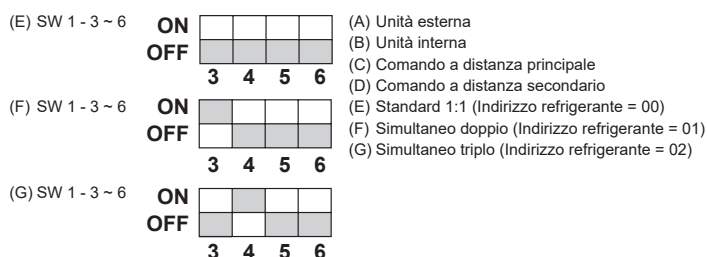 (E) SW 1 - 3 ~ 6
ON
OFF
3 4 5 6
(F) SW 1 - 3 ~ 6
ON
OFF
3 4 5 6
(G) SW 1 - 3 ~ 6
ON
OFF
3 4 5 6
(A) Unità esterna
(B) Unità interna
(C) Comando a distanza principale
(D) Comando a distanza secondario
(E) Standard 1:1 (Indirizzo refrigerante = 00)
(F) Simultaneo doppio (Indirizzo refrigerante = 01)
(G) Simultaneo triplo (Indirizzo refrigerante = 02)